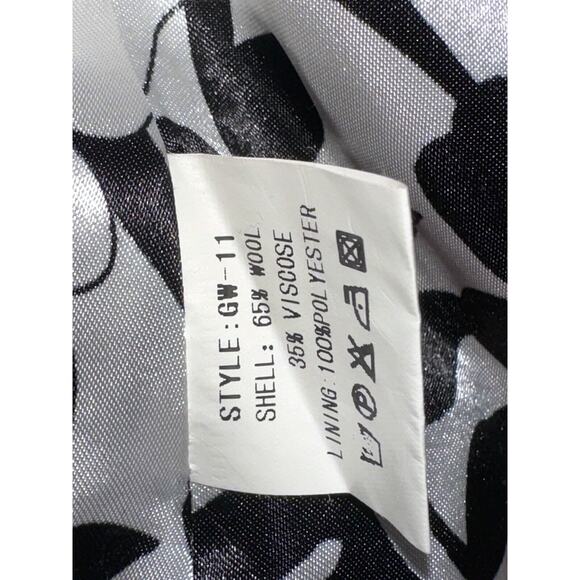 STYLE:GW-11
SHELL: 65% WOOL
35% VISCOSE
LINING:100%POLYESTER